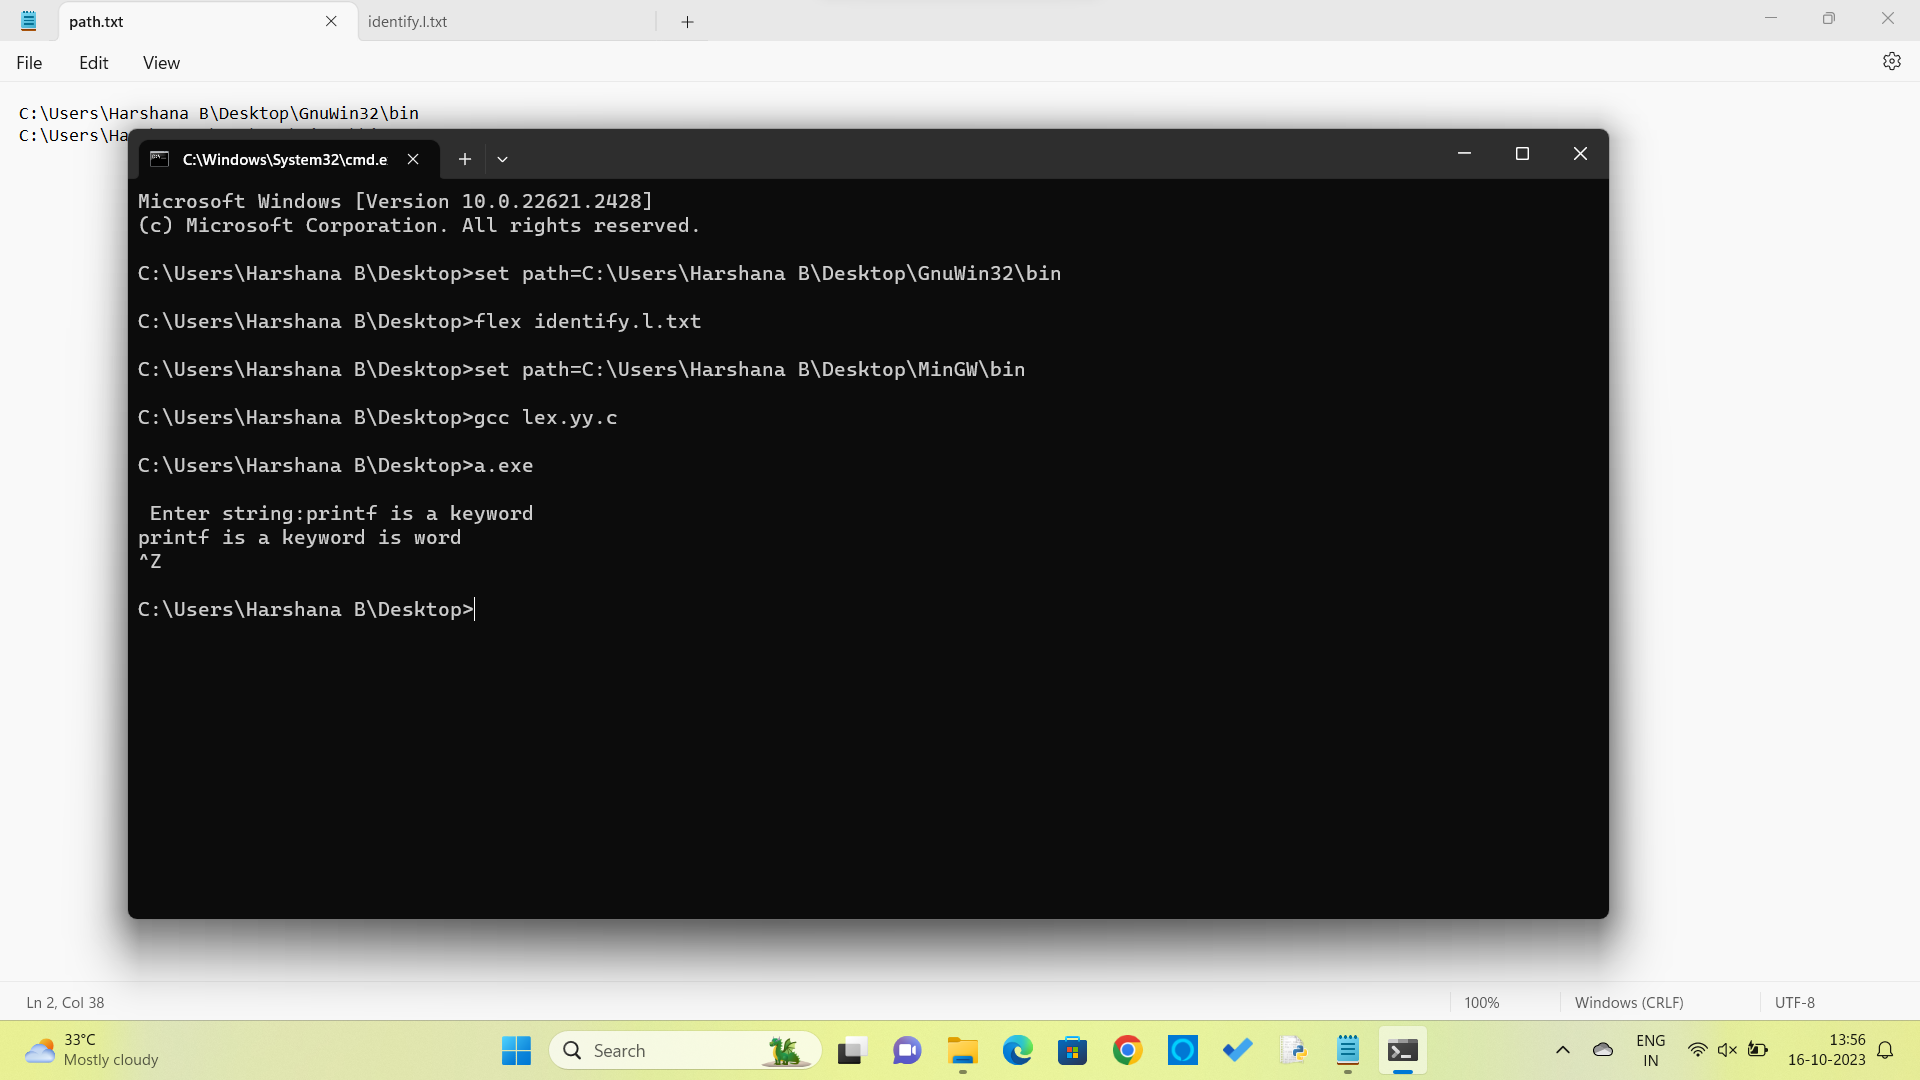 path.txt
identify.l.txt
File Edit View
C:\Users\Harshana B\Desktop\GnuWin32\bin
C:\Users\Ha
C:\Windows\System32\cmd.e
Microsoft Windows [Version 10.0.22621.2428]
(c) Microsoft Corporation. All rights reserved.
C:\Users\Harshana B\Desktop>set path=C:\Users\Harshana B\Desktop\GnuWin32\bin
C:\Users\Harshana B\Desktop>flex identify.l.txt
C:\Users\Harshana B\Desktop>set path=C:\Users\Harshana B\Desktop\MinGW\bin
C:\Users\Harshana B\Desktop>gcc lex.yy.c
C:\Users\Harshana B\Desktop>a.exe
Enter string:printf is a keyword
printf is a keyword is word
^Z
C:\Users\Harshana B\Desktop>
Ln 2, Col 38
100%
Windows (CRLF)
UTF-8
33°C
Mostly cloudy
Search
ENG
IN
13:56
16-10-2023